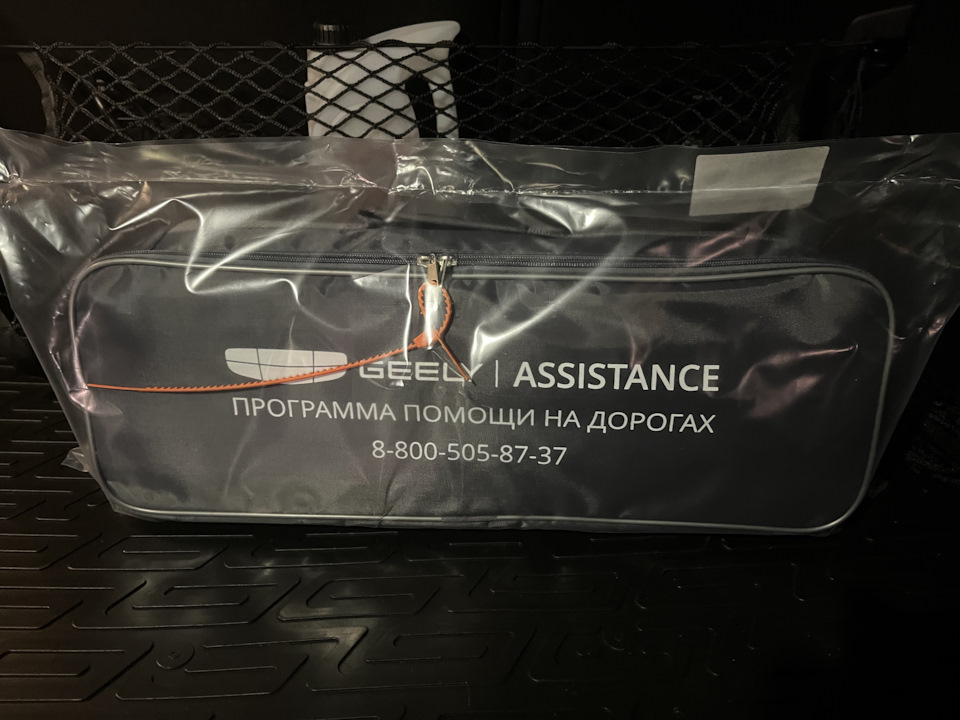 GEELY | ASSISTANCE
ПРОГРАММА ПОМОЩИ НА ДОРОГАХ
8-800-505-87-37